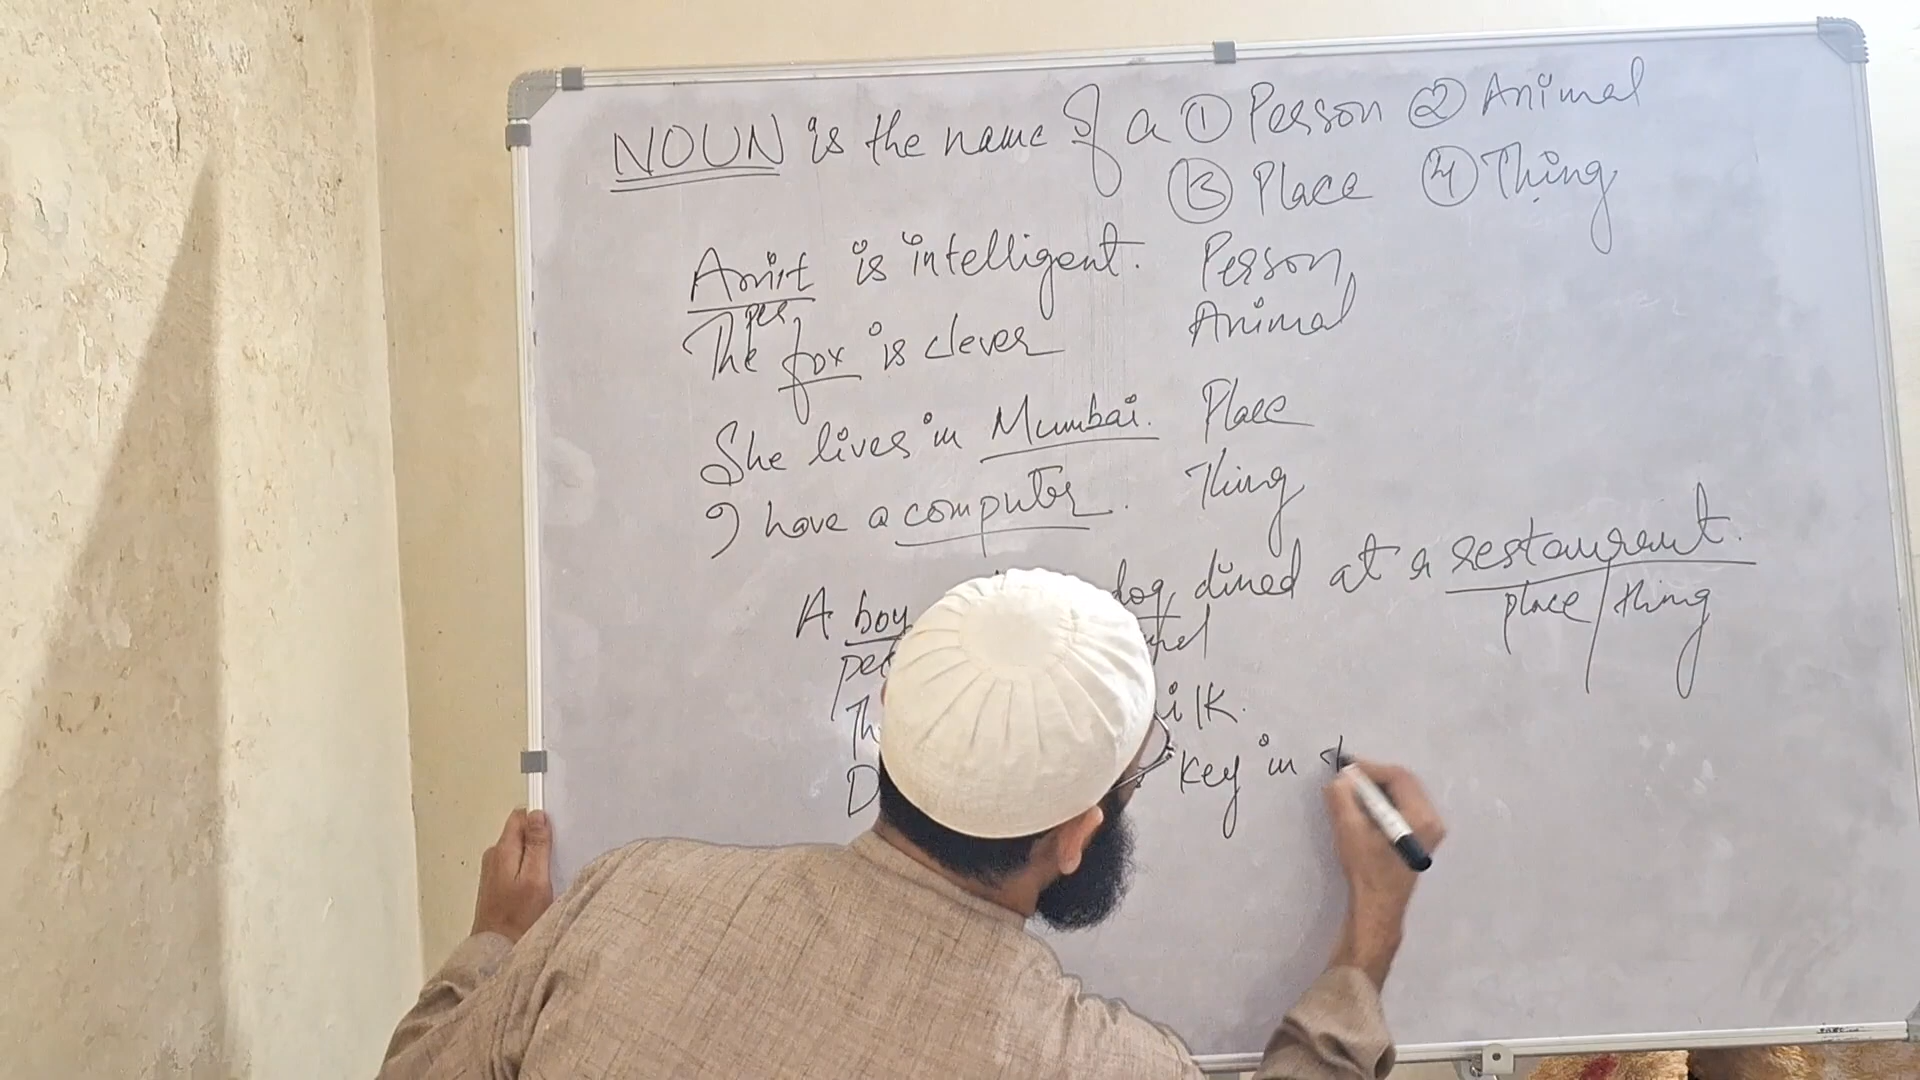 NOUN is the name of a ① Person ② Animal
③ Place ④ Thing
Amit is intelligent. Person
per
The fox is clever Animal
She lives in Mumbai. Place
I have a computer. Thing
A boy dog dined at a restaurent.
place / thing
key in